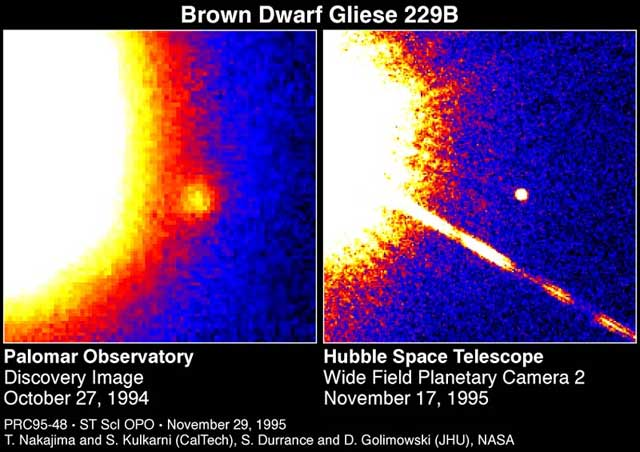 Brown Dwarf Gliese 229B
Palomar Observatory
Discovery Image
October 27, 1994
Hubble Space Telescope
Wide Field Planetary Camera 2
November 17, 1995
PRC95-48 · ST ScI OPO · November 29, 1995
T. Nakajima and S. Kulkarni (CalTech), S. Durrance and D. Golimowski (JHU), NASA